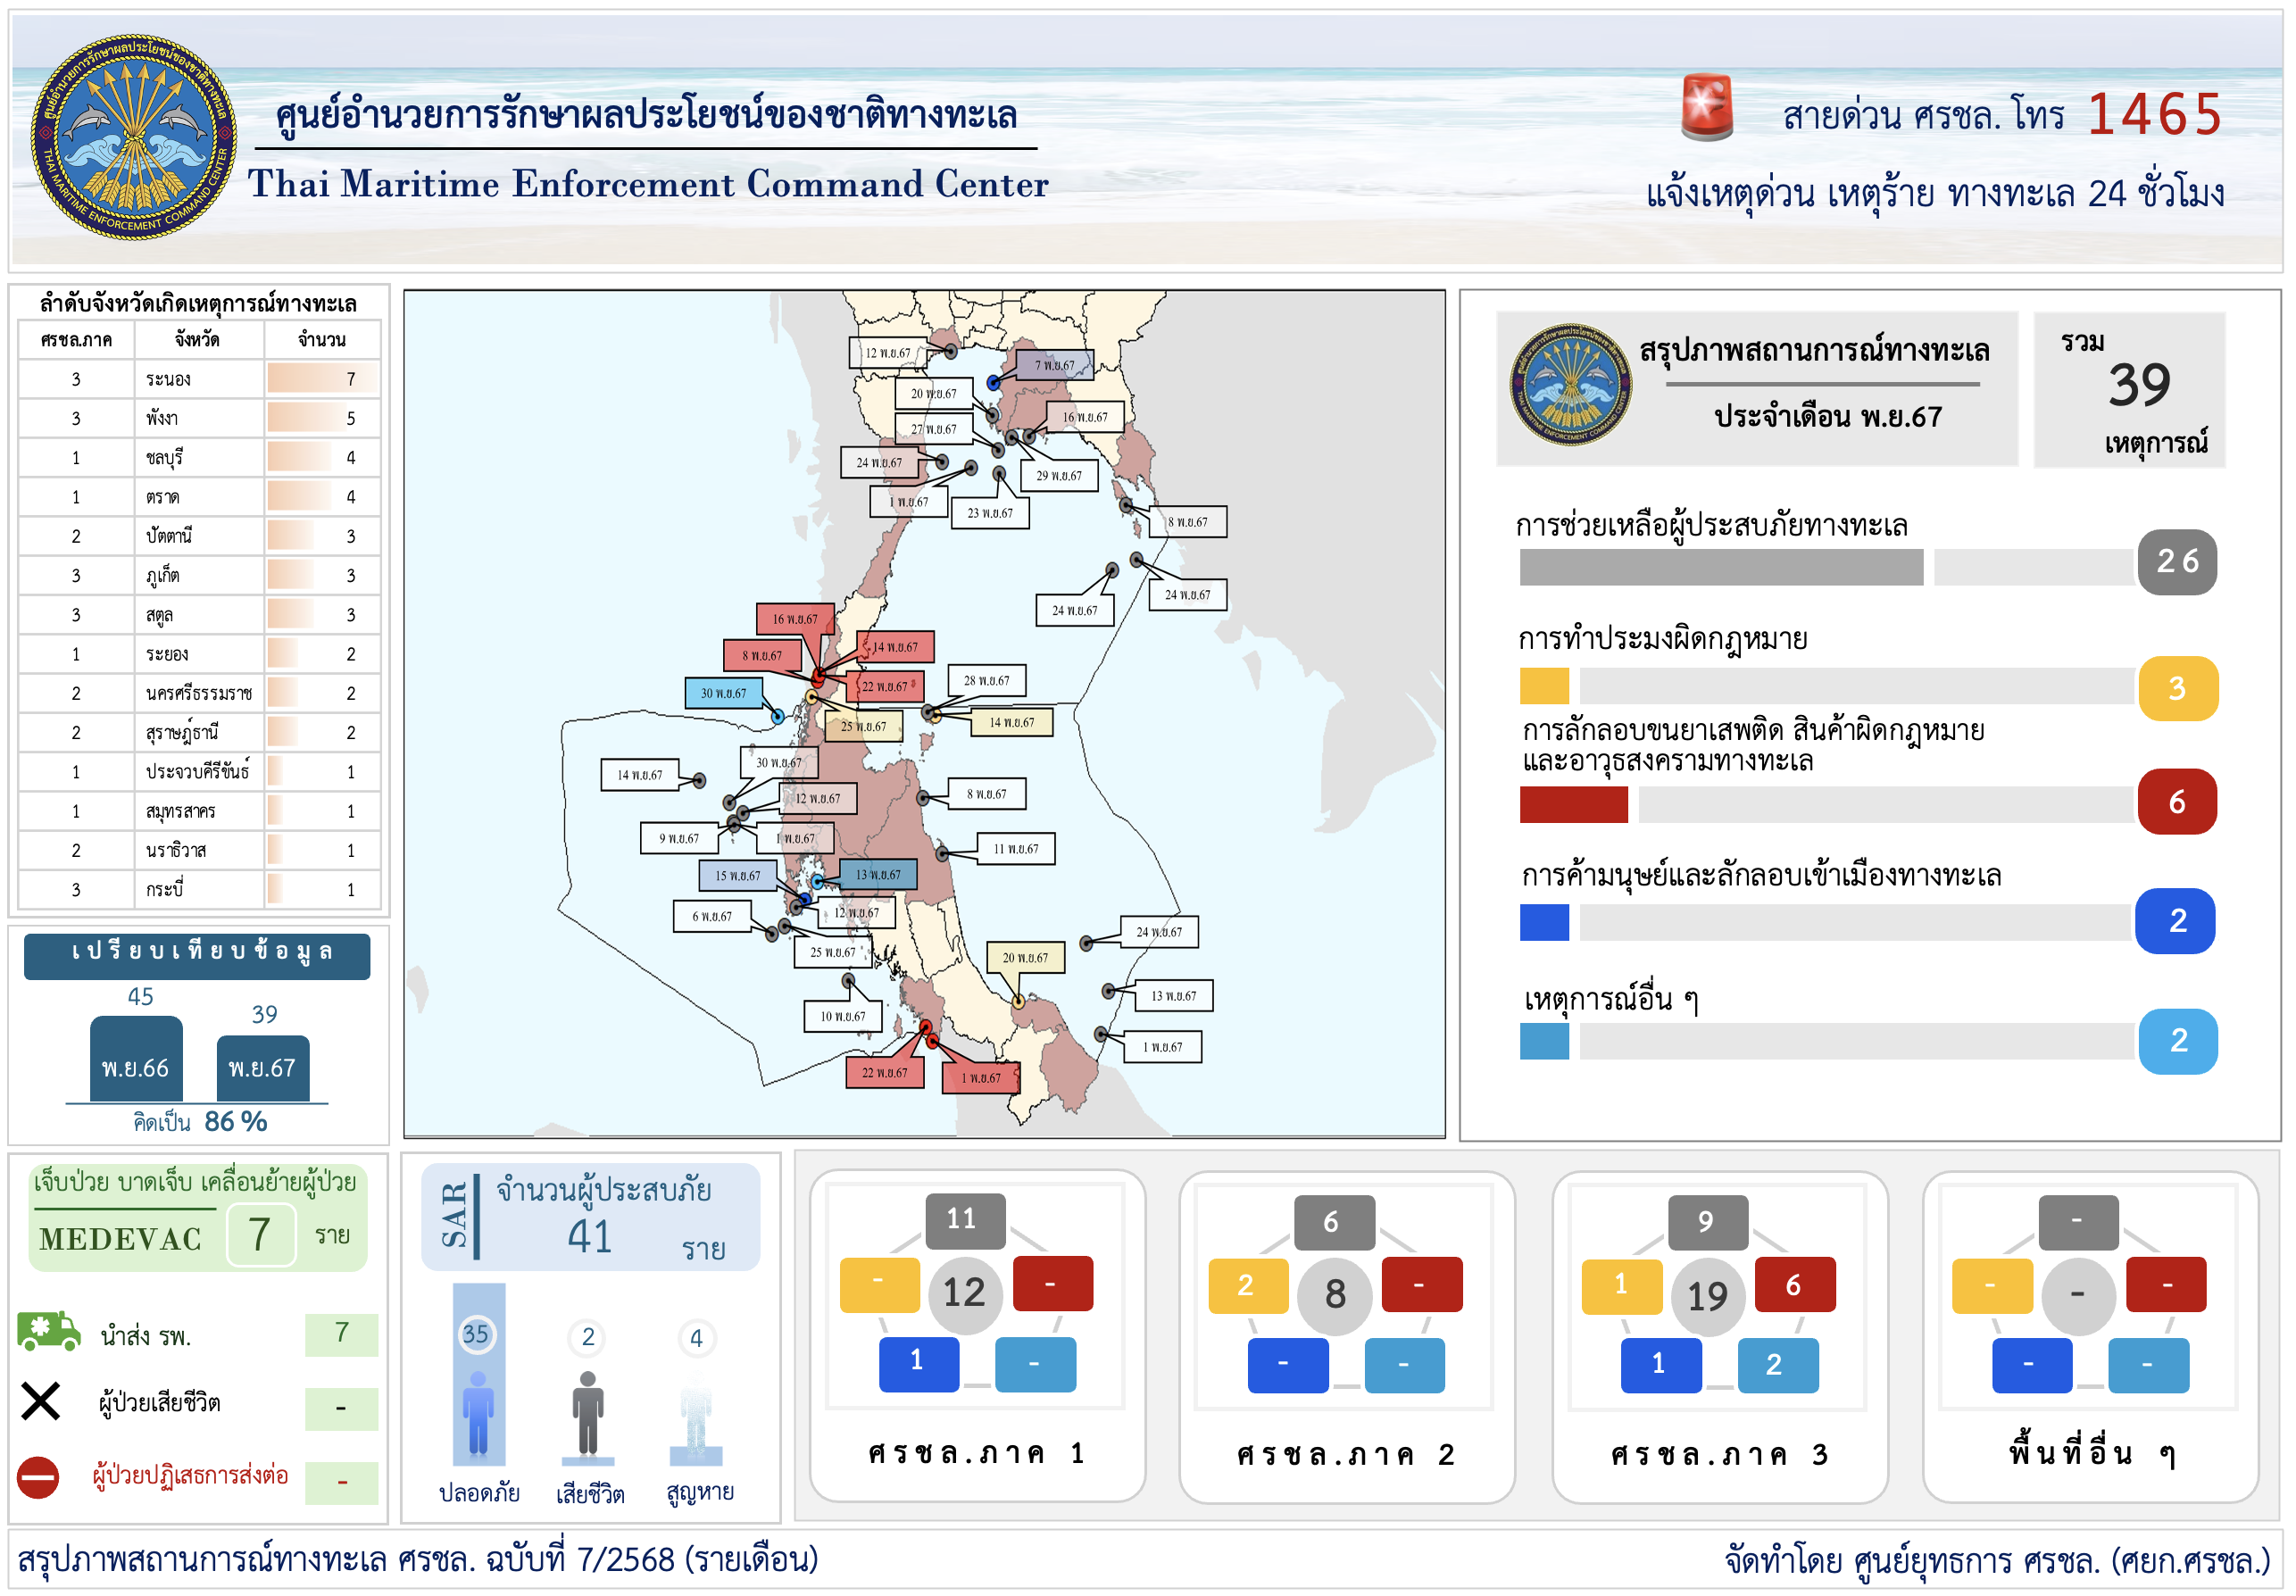 ศูนย์อำนวยการรักษาผลประโยชน์ของชาติทางทะเล
THAI MARITIME ENFORCEMENT COMMAND CENTER
ศูนย์อำนวยการรักษาผลประโยชน์ของชาติทางทะเล
Thai Maritime Enforcement Command Center
สายด่วน ศรชล. โทร 1465
แจ้งเหตุด่วน เหตุร้าย ทางทะเล 24 ชั่วโมง
ลำดับจังหวัดเกิดเหตุการณ์ทางทะเล
ศรชล.ภาค จังหวัด จำนวน
3 ระนอง 7
3 พังงา 5
1 ชลบุรี 4
1 ตราด 4
2 ปัตตานี 3
3 ภูเก็ต 3
3 สตูล 3
1 ระยอง 2
2 นครศรีธรรมราช 2
2 สุราษฎ์ธานี 2
1 ประจวบคีรีขันธ์ 1
1 สมุทรสาคร 1
2 นราธิวาส 1
3 กระบี่ 1
เปรียบเทียบข้อมูล
45 39
พ.ย.66 พ.ย.67
คิดเป็น 86 %
12 พ.ย.67
7 พ.ย.67
20 พ.ย.67
16 พ.ย.67
27 พ.ย.67
24 พ.ย.67
29 พ.ย.67
1 พ.ย.67
23 พ.ย.67
8 พ.ย.67
24 พ.ย.67
24 พ.ย.67
16 พ.ย.67
14 พ.ย.67
8 พ.ย.67
22 พ.ย.67
28 พ.ย.67
30 พ.ย.67
25 พ.ย.67
14 พ.ย.67
30 พ.ย.67
14 พ.ย.67
12 พ.ย.67
8 พ.ย.67
9 พ.ย.67
1 พ.ย.67
11 พ.ย.67
15 พ.ย.67
13 พ.ย.67
6 พ.ย.67
12 พ.ย.67
24 พ.ย.67
25 พ.ย.67
20 พ.ย.67
13 พ.ย.67
10 พ.ย.67
1 พ.ย.67
22 พ.ย.67
1 พ.ย.67
สรุปภาพสถานการณ์ทางทะเล
ประจำเดือน พ.ย.67
รวม
39
เหตุการณ์
การช่วยเหลือผู้ประสบภัยทางทะเล
26
การทำประมงผิดกฎหมาย
3
การลักลอบขนยาเสพติด สินค้าผิดกฎหมาย
และอาวุธสงครามทางทะเล
6
การค้ามนุษย์และลักลอบเข้าเมืองทางทะเล
2
เหตุการณ์อื่น ๆ
2
เจ็บป่วย บาดเจ็บ เคลื่อนย้ายผู้ป่วย
MEDEVAC 7 ราย
นำส่ง รพ. 7
ผู้ป่วยเสียชีวิต -
ผู้ป่วยปฏิเสธการส่งต่อ -
SAR
จำนวนผู้ประสบภัย
41 ราย
35 2 4
ปลอดภัย เสียชีวิต สูญหาย
11
- 12 -
1 -
ศรชล.ภาค 1
6
2 8 -
- -
ศรชล.ภาค 2
9
1 19 6
1 2
ศรชล.ภาค 3
-
- - -
- -
พื้นที่อื่น ๆ
สรุปภาพสถานการณ์ทางทะเล ศรชล. ฉบับที่ 7/2568 (รายเดือน)
จัดทำโดย ศูนย์ยุทธการ ศรชล. (ศยก.ศรชล.)